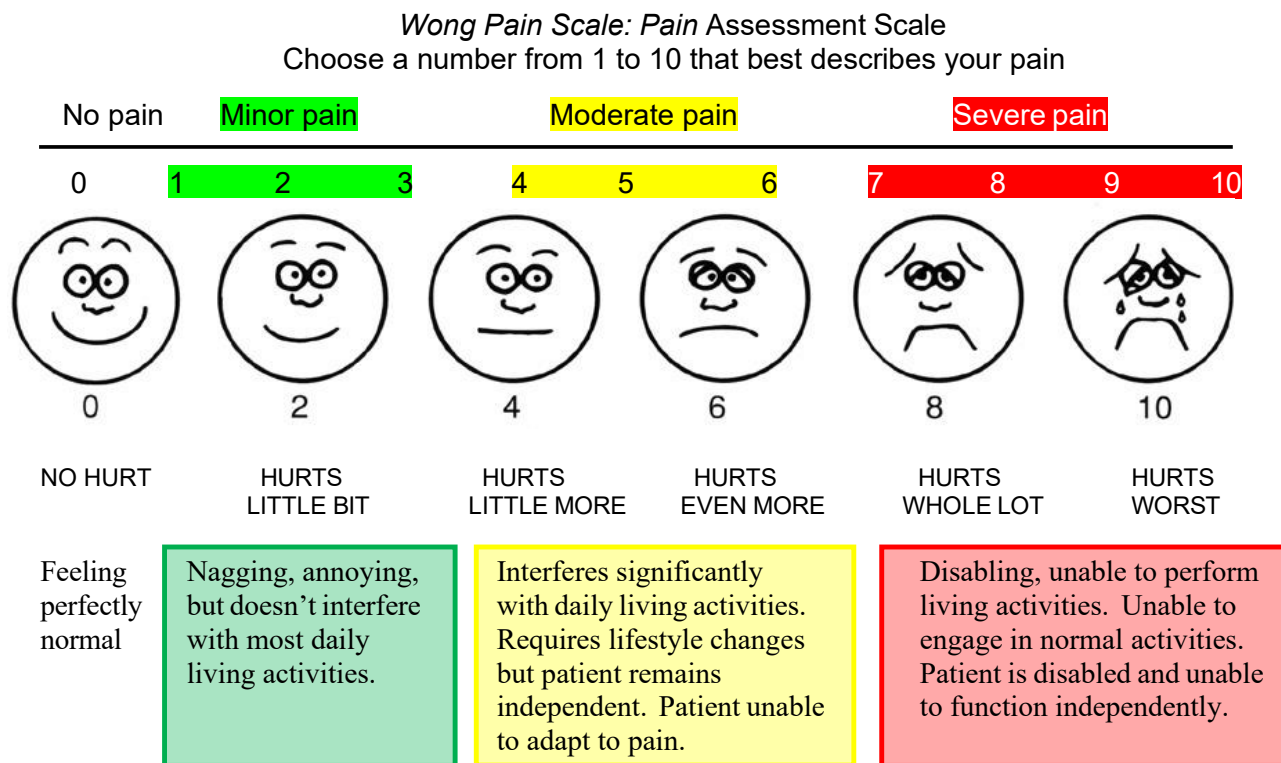 Wong Pain Scale: Pain Assessment Scale
Choose a number from 1 to 10 that best describes your pain
No pain Minor pain Moderate pain Severe pain
0 1 2 3 4 5 6 7 8 9 10
0 2 4 6 8 10
NO HURT HURTS HURTS HURTS HURTS HURTS
LITTLE BIT LITTLE MORE EVEN MORE WHOLE LOT WORST
Feeling
perfectly
normal
Nagging, annoying,
but doesn’t interfere
with most daily
living activities.
Interferes significantly
with daily living activities.
Requires lifestyle changes
but patient remains
independent. Patient unable
to adapt to pain.
Disabling, unable to perform
living activities. Unable to
engage in normal activities.
Patient is disabled and unable
to function independently.